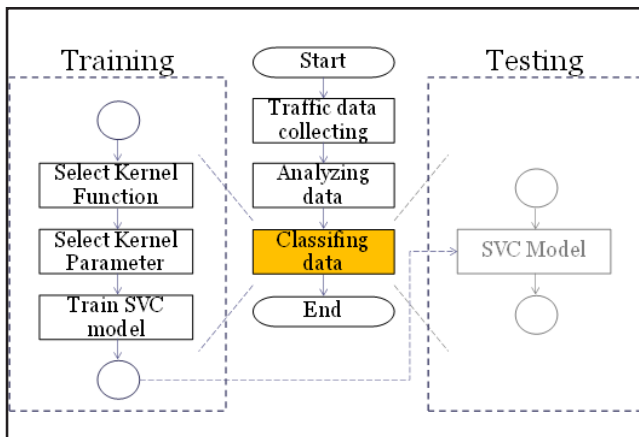 Training
Select Kernel
Function
Select Kernel
Parameter
Train SVC
model
Start
Traffic data
collecting
Analyzing
data
Classifing
data
End
Testing
SVC Model